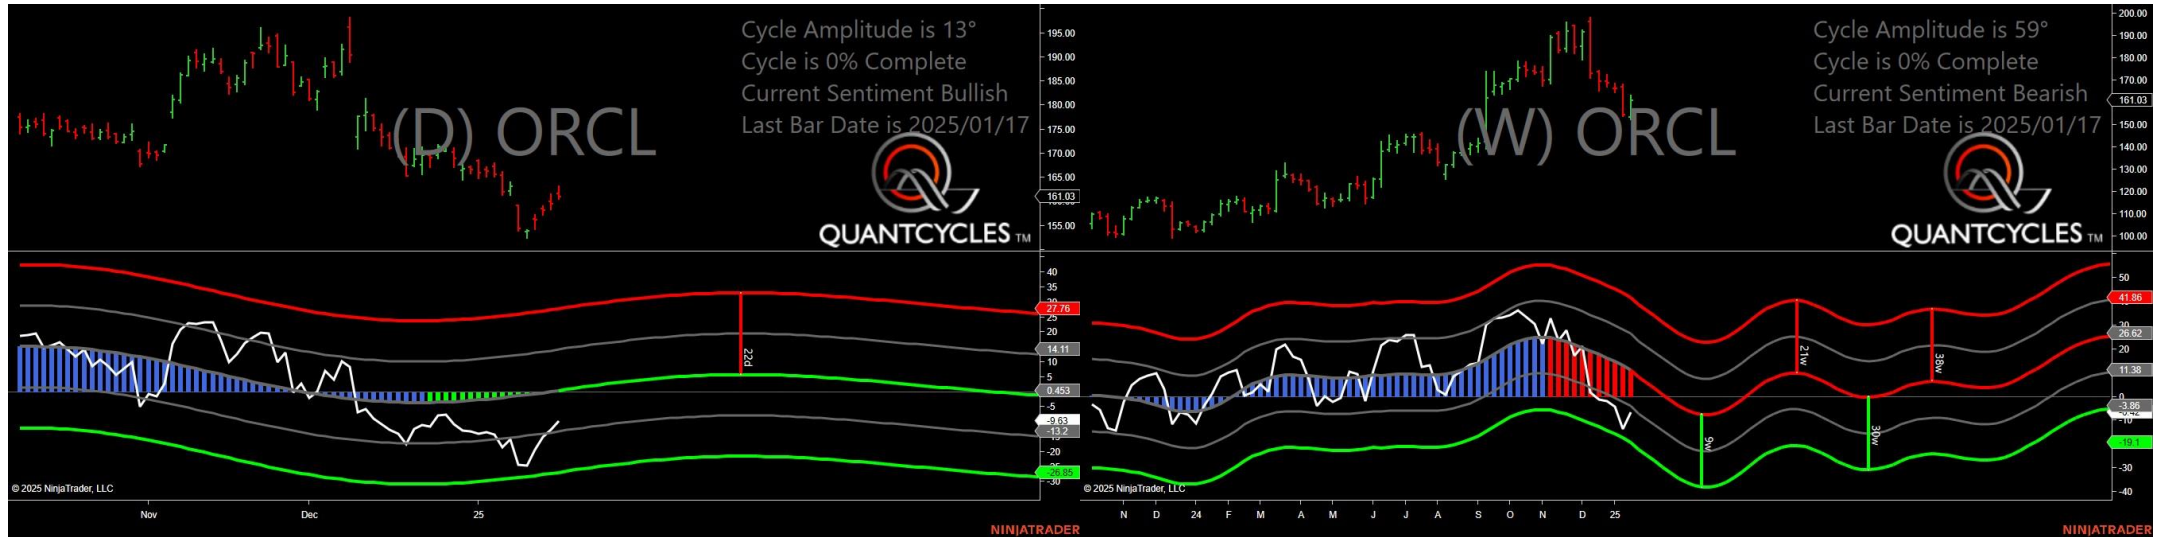 Cycle Amplitude is 13°
Cycle is 0% Complete
Current Sentiment Bullish
Last Bar Date is 2025/01/17
(D) ORCL
QUANTCYCLES TM
195.00
190.00
185.00
180.00
175.00
170.00
165.00
161.03
155.00
40
35
27.76
25
20
14.11
10
5
0.453
-5
-9.63
-13.2
-20
-26.85
-30
22d
© 2025 NinjaTrader, LLC
Nov Dec 25
NINJATRADER
Cycle Amplitude is 59°
Cycle is 0% Complete
Current Sentiment Bearish
Last Bar Date is 2025/01/17
(W) ORCL
QUANTCYCLES TM
200.00
190.00
180.00
170.00
161.03
150.00
140.00
130.00
120.00
110.00
100.00
50
41.86
30
26.62
20
11.38
0
-3.86
-10
-19.1
-30
-40
9w
21w
30w
38w
© 2025 NinjaTrader, LLC
N D 24 F M A M J J A S O N D 25
NINJATRADER